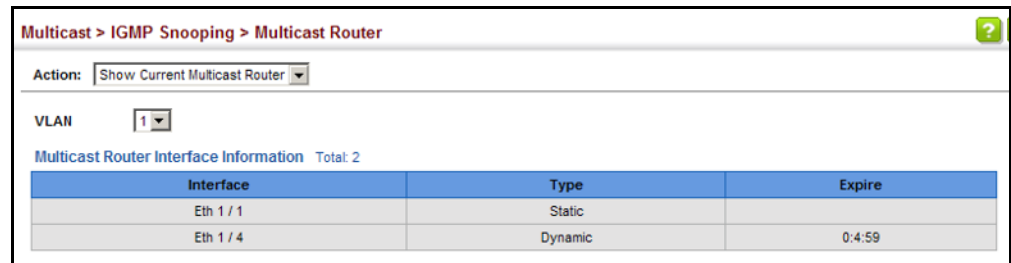 Multicast > IGMP Snooping > Multicast Router
?
Action: Show Current Multicast Router
VLAN 1
Multicast Router Interface Information Total: 2
Interface Type Expire
Eth 1 / 1 Static
Eth 1 / 4 Dynamic 0:4:59